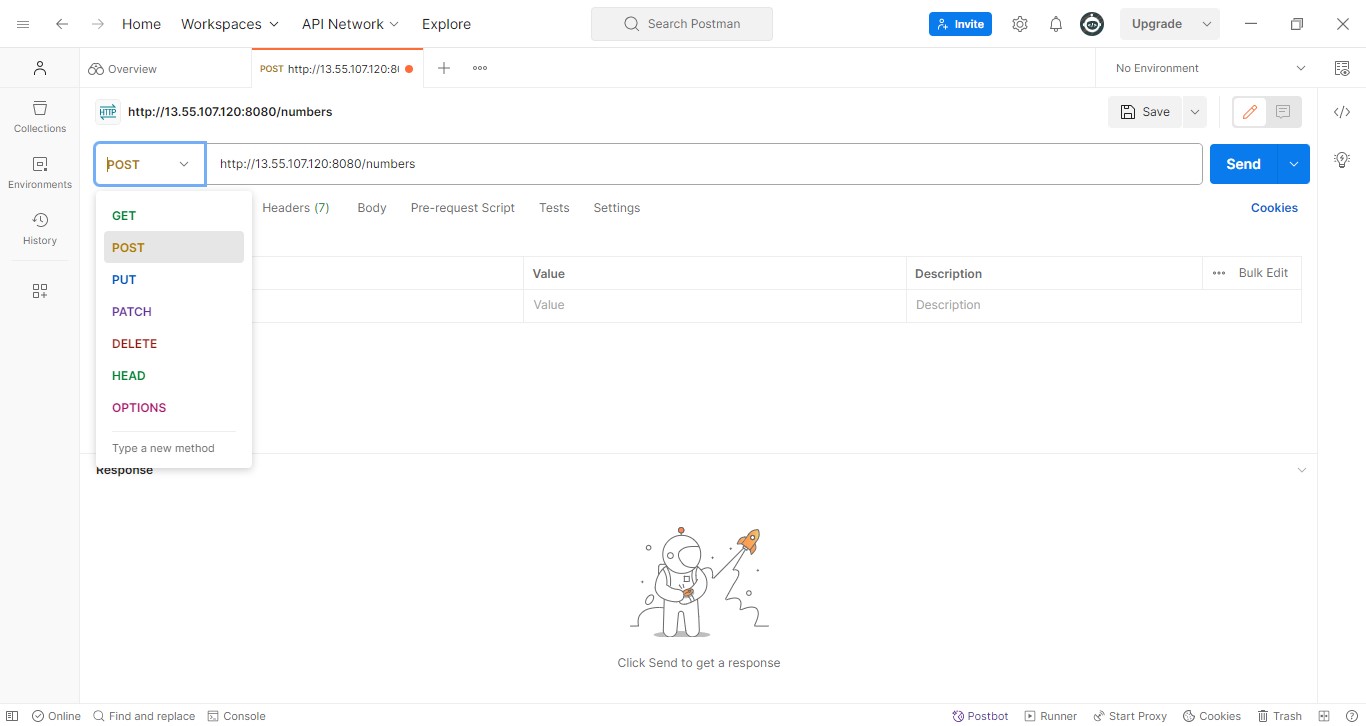 Home Workspaces API Network Explore Search Postman Invite Upgrade
Overview POST http://13.55.107.120:8 No Environment
HTTP http://13.55.107.120:8080/numbers Save
Collections
POST http://13.55.107.120:8080/numbers Send
Environments
GET Headers (7) Body Pre-request Script Tests Settings Cookies
History
POST
Value Description Bulk Edit
PUT
Value Description
PATCH
DELETE
HEAD
OPTIONS
Type a new method
Response
Click Send to get a response
Online Find and replace Console Postbot Runner Start Proxy Cookies Trash